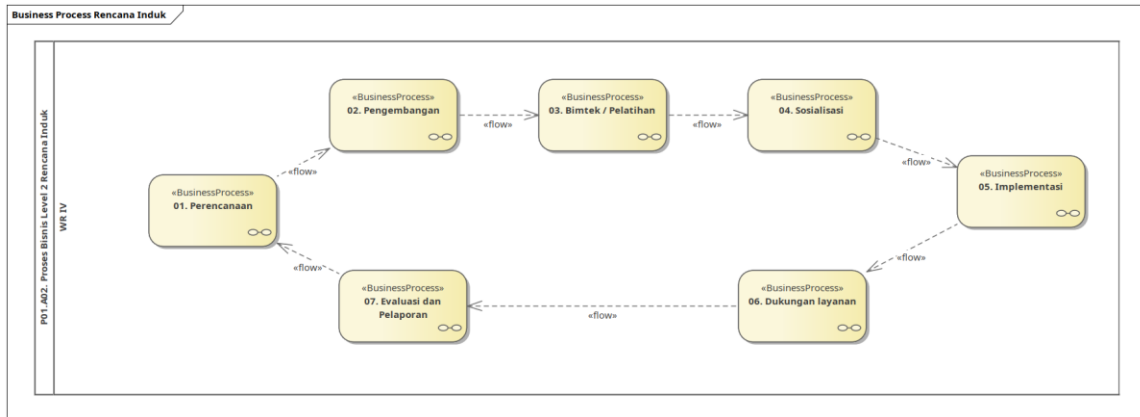 Business Process Rencana Induk
P01.A02. Proses Bisnis Level 2 Rencana Induk
WR IV
«BusinessProcess»
01. Perencanaan
«flow»
«BusinessProcess»
02. Pengembangan
«flow»
«BusinessProcess»
03. Bimtek / Pelatihan
«flow»
«BusinessProcess»
04. Sosialisasi
«flow»
«BusinessProcess»
05. Implementasi
«flow»
«BusinessProcess»
06. Dukungan layanan
«flow»
«BusinessProcess»
07. Evaluasi dan
Pelaporan
«flow»